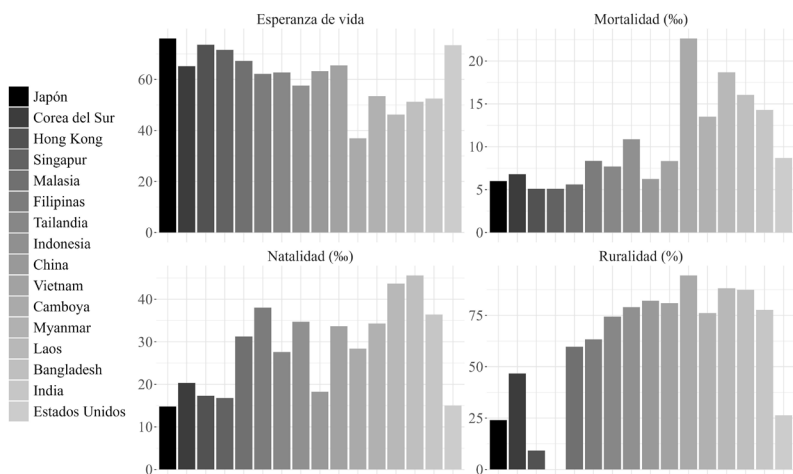 Esperanza de vida
Mortalidad (‰)
60
40
20
0
20
15
10
5
0
Japón
Corea del Sur
Hong Kong
Singapur
Malasia
Filipinas
Tailandia
Indonesia
China
Vietnam
Camboya
Myanmar
Laos
Bangladesh
India
Estados Unidos
Natalidad (‰)
Ruralidad (%)
40
30
20
10
0
75
50
25
0